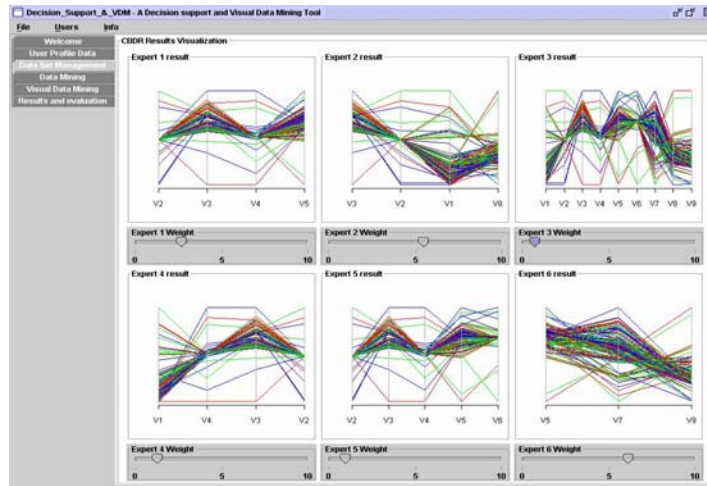 Decision_Support_&_VDM - A Decision support and Visual Data Mining Tool
File Users Info
Welcome
User Profile Data
Data Set Management
Data Mining
Visual Data Mining
Results and evaluation
CBDR Results Visualization
Expert 1 result Expert 2 result Expert 3 result
V2 V3 V4 V5 V3 V2 V1 V8 V1 V2 V3 V4 V5 V6 V7 V8 V9
Expert 1 Weight Expert 2 Weight Expert 3 Weight
0 5 10 0 5 10 0 5 10
Expert 4 result Expert 5 result Expert 6 result
V1 V4 V3 V2 V2 V3 V4 V5 V6 V5 V7 V9
Expert 4 Weight Expert 5 Weight Expert 6 Weight
0 5 10 0 5 10 0 5 10